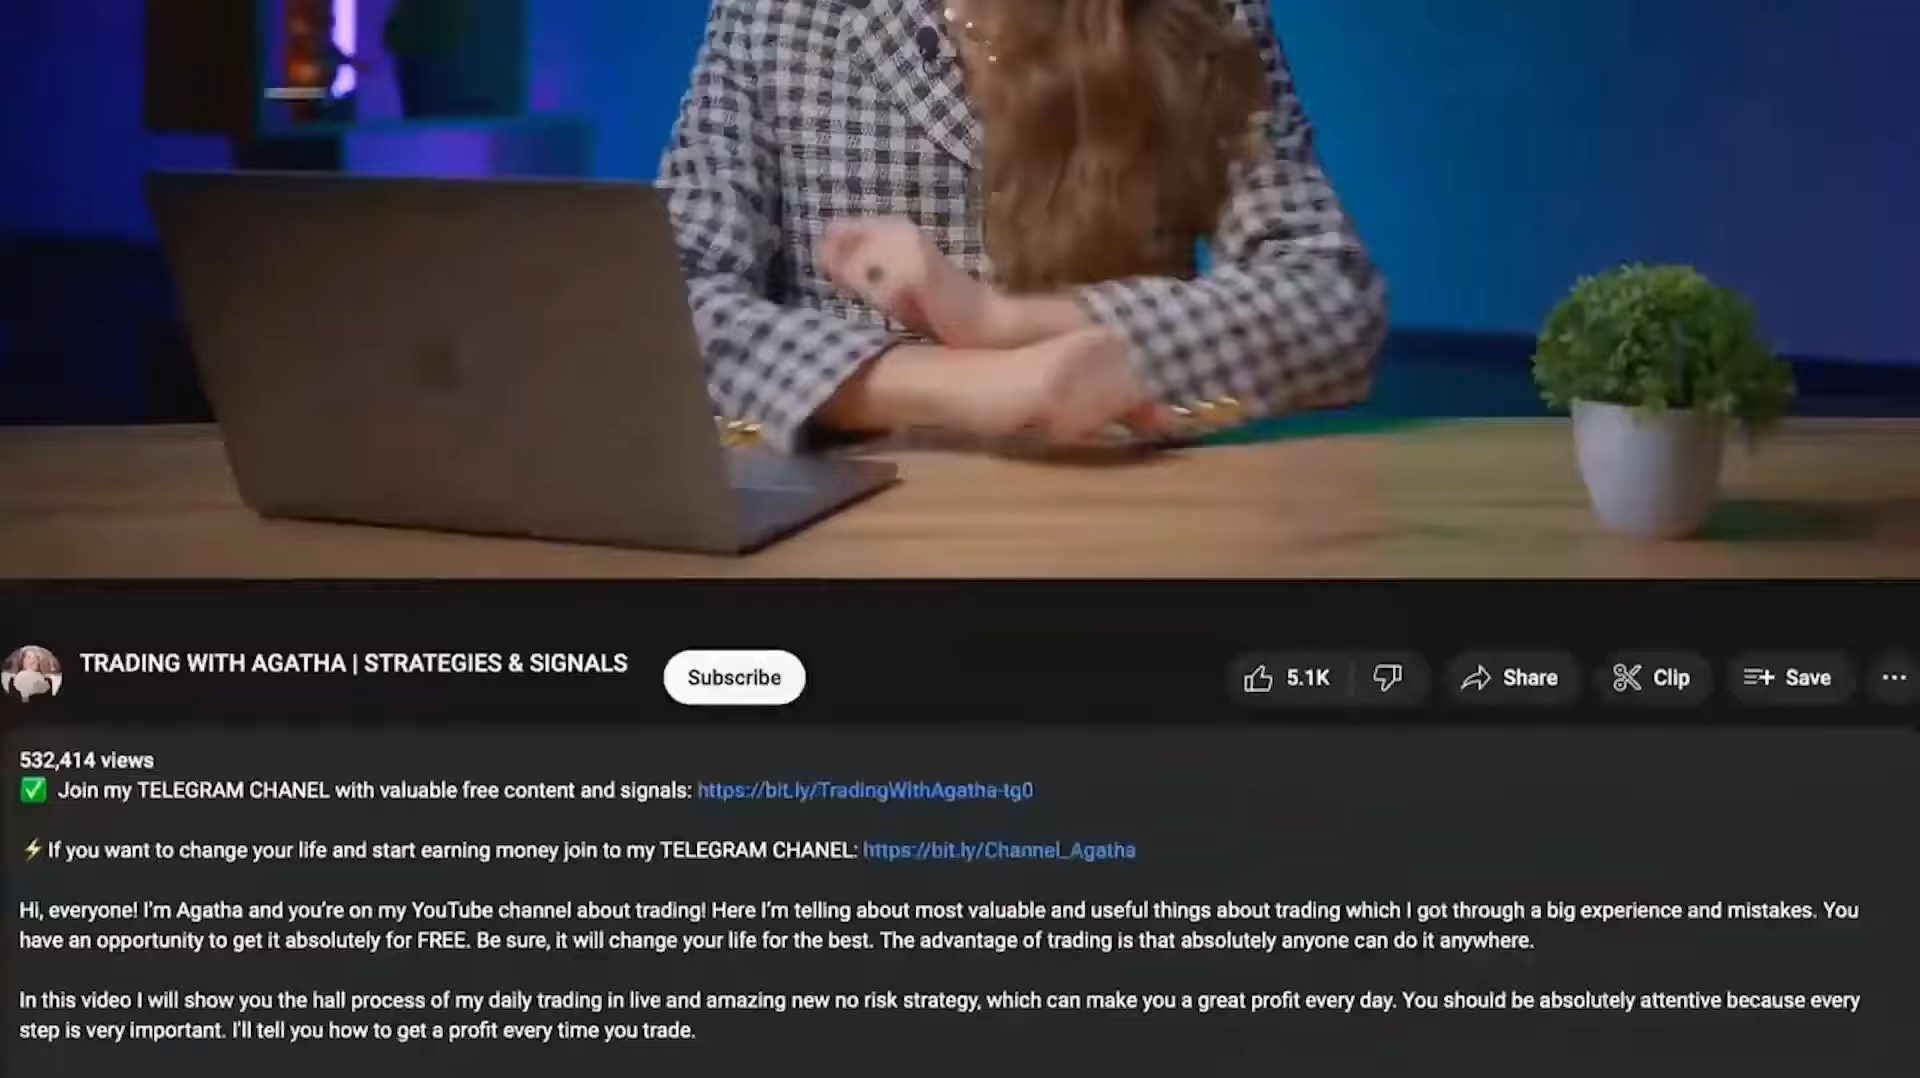 TRADING WITH AGATHA | STRATEGIES & SIGNALS
Subscribe
5.1K
Share
Clip
Save
532,414 views
✅ Join my TELEGRAM CHANEL with valuable free content and signals: https://bit.ly/TradingWithAgatha-tg0
⚡If you want to change your life and start earning money join to my TELEGRAM CHANEL: https://bit.ly/Channel_Agatha
Hi, everyone! I'm Agatha and you're on my YouTube channel about trading! Here I'm telling about most valuable and useful things about trading which I got through a big experience and mistakes. You
have an opportunity to get it absolutely for FREE. Be sure, it will change your life for the best. The advantage of trading is that absolutely anyone can do it anywhere.
In this video I will show you the hall process of my daily trading in live and amazing new no risk strategy, which can make you a great profit every day. You should be absolutely attentive because every
step is very important. I'll tell you how to get a profit every time you trade.